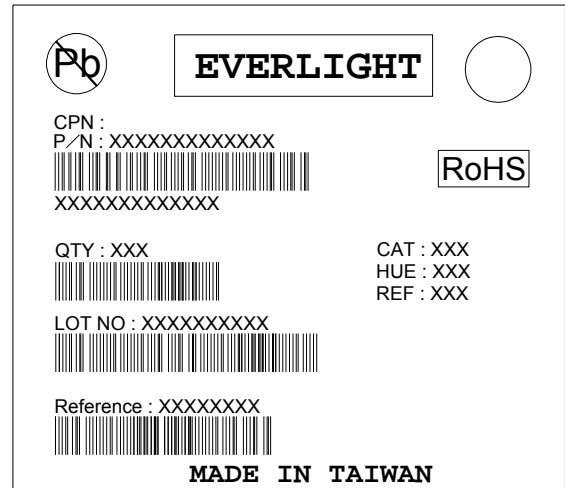 Pb
EVERLIGHT
CPN :
P/N : XXXXXXXXXXXXX
RoHS
XXXXXXXXXXXXX
QTY : XXX
CAT : XXX
HUE : XXX
REF : XXX
LOT NO : XXXXXXXXXX
Reference : XXXXXXXX
MADE IN TAIWAN